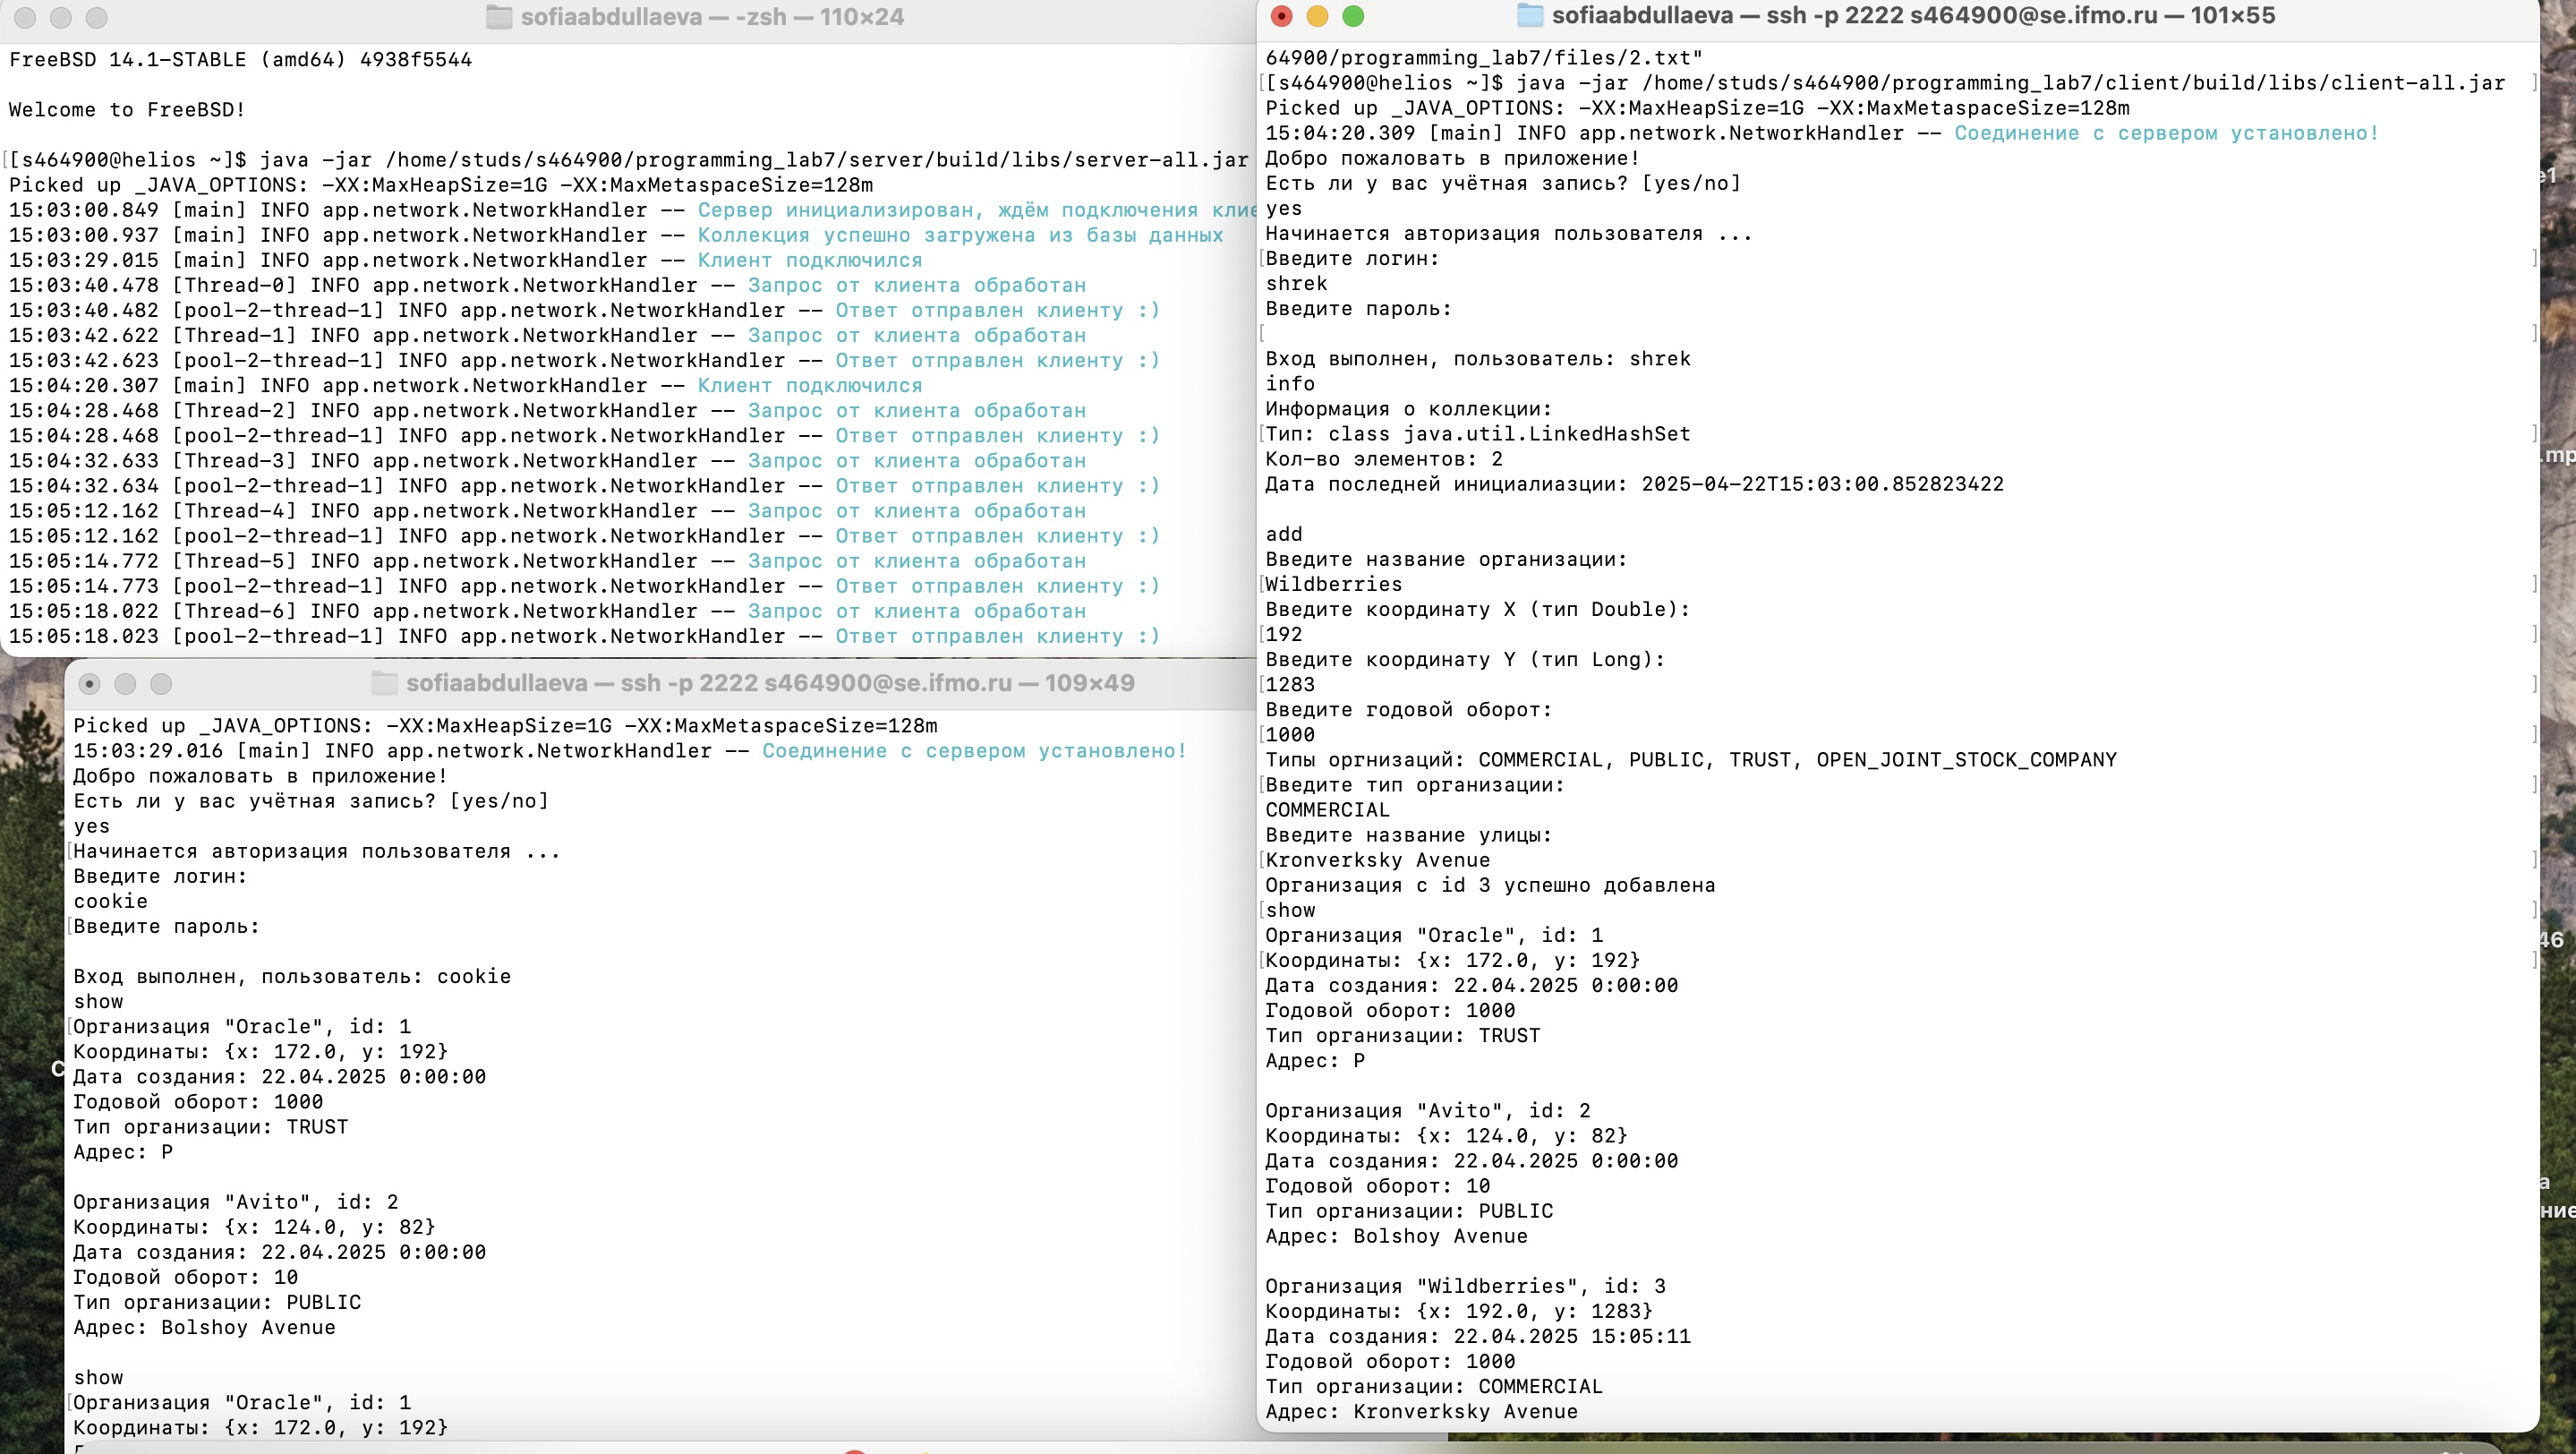 sofiaabdullaeva — -zsh — 110×24
FreeBSD 14.1-STABLE (amd64) 4938f5544
Welcome to FreeBSD!
[[s464900@helios ~]$ java -jar /home/studs/s464900/programming_lab7/server/build/libs/server-all.jar
Picked up _JAVA_OPTIONS: -XX:MaxHeapSize=1G -XX:MaxMetaspaceSize=128m
15:03:00.849 [main] INFO app.network.NetworkHandler -- Сервер инициализирован, ждём подключения
15:03:00.937 [main] INFO app.network.NetworkHandler -- Коллекция успешно загружена из базы данных
15:03:29.015 [main] INFO app.network.NetworkHandler -- Клиент подключился
15:03:40.478 [Thread-0] INFO app.network.NetworkHandler -- Запрос от клиента обработан
15:03:40.482 [pool-2-thread-1] INFO app.network.NetworkHandler -- Ответ отправлен клиенту :)
15:03:42.622 [Thread-1] INFO app.network.NetworkHandler -- Запрос от клиента обработан
15:03:42.623 [pool-2-thread-1] INFO app.network.NetworkHandler -- Ответ отправлен клиенту :)
15:04:20.307 [main] INFO app.network.NetworkHandler -- Клиент подключился
15:04:28.468 [Thread-2] INFO app.network.NetworkHandler -- Запрос от клиента обработан
15:04:28.468 [pool-2-thread-1] INFO app.network.NetworkHandler -- Ответ отправлен клиенту :)
15:04:32.633 [Thread-3] INFO app.network.NetworkHandler -- Запрос от клиента обработан
15:04:32.634 [pool-2-thread-1] INFO app.network.NetworkHandler -- Ответ отправлен клиенту :)
15:05:12.162 [Thread-4] INFO app.network.NetworkHandler -- Запрос от клиента обработан
15:05:12.162 [pool-2-thread-1] INFO app.network.NetworkHandler -- Ответ отправлен клиенту :)
15:05:14.772 [Thread-5] INFO app.network.NetworkHandler -- Запрос от клиента обработан
15:05:14.773 [pool-2-thread-1] INFO app.network.NetworkHandler -- Ответ отправлен клиенту :)
15:05:18.022 [Thread-6] INFO app.network.NetworkHandler -- Запрос от клиента обработан
15:05:18.023 [pool-2-thread-1] INFO app.network.NetworkHandler -- Ответ отправлен клиенту :)
sofiaabdullaeva — ssh -p 2222 s464900@se.ifmo.ru — 109×49
Picked up _JAVA_OPTIONS: -XX:MaxHeapSize=1G -XX:MaxMetaspaceSize=128m
15:03:29.016 [main] INFO app.network.NetworkHandler -- Соединение с сервером установлено!
Добро пожаловать в приложение!
Есть ли у вас учётная запись? [yes/no]
yes
[Начинается авторизация пользователя ...
Введите логин:
cookie
[Введите пароль:
Вход выполнен, пользователь: cookie
show
[Организация "Oracle", id: 1
Координаты: {x: 172.0, y: 192}
Дата создания: 22.04.2025 0:00:00
Годовой оборот: 1000
Тип организации: TRUST
Адрес: P
Организация "Avito", id: 2
Координаты: {x: 124.0, y: 82}
Дата создания: 22.04.2025 0:00:00
Годовой оборот: 10
Тип организации: PUBLIC
Адрес: Bolshoy Avenue
show
[Организация "Oracle", id: 1
Координаты: {x: 172.0, y: 192}
sofiaabdullaeva — ssh -p 2222 s464900@se.ifmo.ru — 101×55
64900/programming_lab7/files/2.txt"
[[s464900@helios ~]$ java -jar /home/studs/s464900/programming_lab7/client/build/libs/client-all.jar ]
Picked up _JAVA_OPTIONS: -XX:MaxHeapSize=1G -XX:MaxMetaspaceSize=128m
15:04:20.309 [main] INFO app.network.NetworkHandler -- Соединение с сервером установлено!
Добро пожаловать в приложение!
Есть ли у вас учётная запись? [yes/no]
yes
Начинается авторизация пользователя ...
[Введите логин: ]
shrek
Введите пароль:
[ ]
Вход выполнен, пользователь: shrek
info
Информация о коллекции:
[Тип: class java.util.LinkedHashSet ]
Кол-во элементов: 2
Дата последней инициалиазции: 2025-04-22T15:03:00.852823422
add
Введите название организации:
[Wildberries ]
Введите координату X (тип Double):
[192 ]
Введите координату Y (тип Long):
[1283 ]
Введите годовой оборот:
[1000 ]
Типы оргнизаций: COMMERCIAL, PUBLIC, TRUST, OPEN_JOINT_STOCK_COMPANY
[Введите тип организации: ]
COMMERCIAL
Введите название улицы:
[Kronverksky Avenue ]
Организация с id 3 успешно добавлена
[show ]
Организация "Oracle", id: 1
[Координаты: {x: 172.0, y: 192} ]
Дата создания: 22.04.2025 0:00:00
Годовой оборот: 1000
Тип организации: TRUST
Адрес: P
Организация "Avito", id: 2
Координаты: {x: 124.0, y: 82}
Дата создания: 22.04.2025 0:00:00
Годовой оборот: 10
Тип организации: PUBLIC
Адрес: Bolshoy Avenue
Организация "Wildberries", id: 3
Координаты: {x: 192.0, y: 1283}
Дата создания: 22.04.2025 15:05:11
Годовой оборот: 1000
Тип организации: COMMERCIAL
Адрес: Kronverksky Avenue